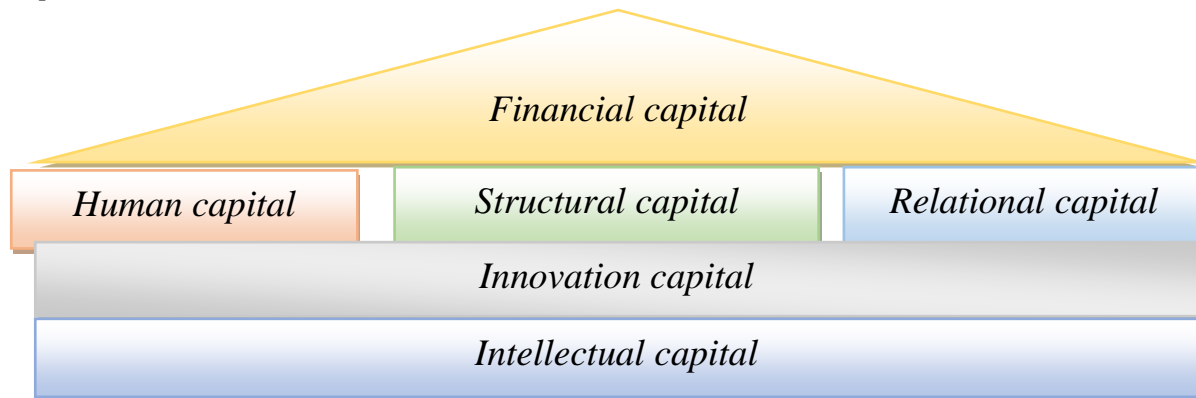 Financial capital
Human capital
Structural capital
Relational capital
Innovation capital
Intellectual capital